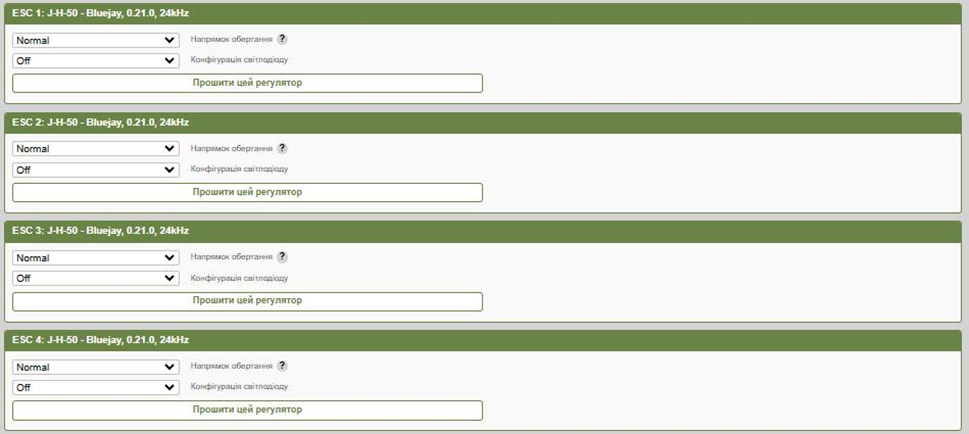 ESC 1: J-H-50 - Bluejay, 0.21.0, 24kHz
Normal Напрямок обертання ?
Off Конфігурація світлодіоду
Прошити цей регулятор
ESC 2: J-H-50 - Bluejay, 0.21.0, 24kHz
Normal Напрямок обертання ?
Off Конфігурація світлодіоду
Прошити цей регулятор
ESC 3: J-H-50 - Bluejay, 0.21.0, 24kHz
Normal Напрямок обертання ?
Off Конфігурація світлодіоду
Прошити цей регулятор
ESC 4: J-H-50 - Bluejay, 0.21.0, 24kHz
Normal Напрямок обертання ?
Off Конфігурація світлодіоду
Прошити цей регулятор